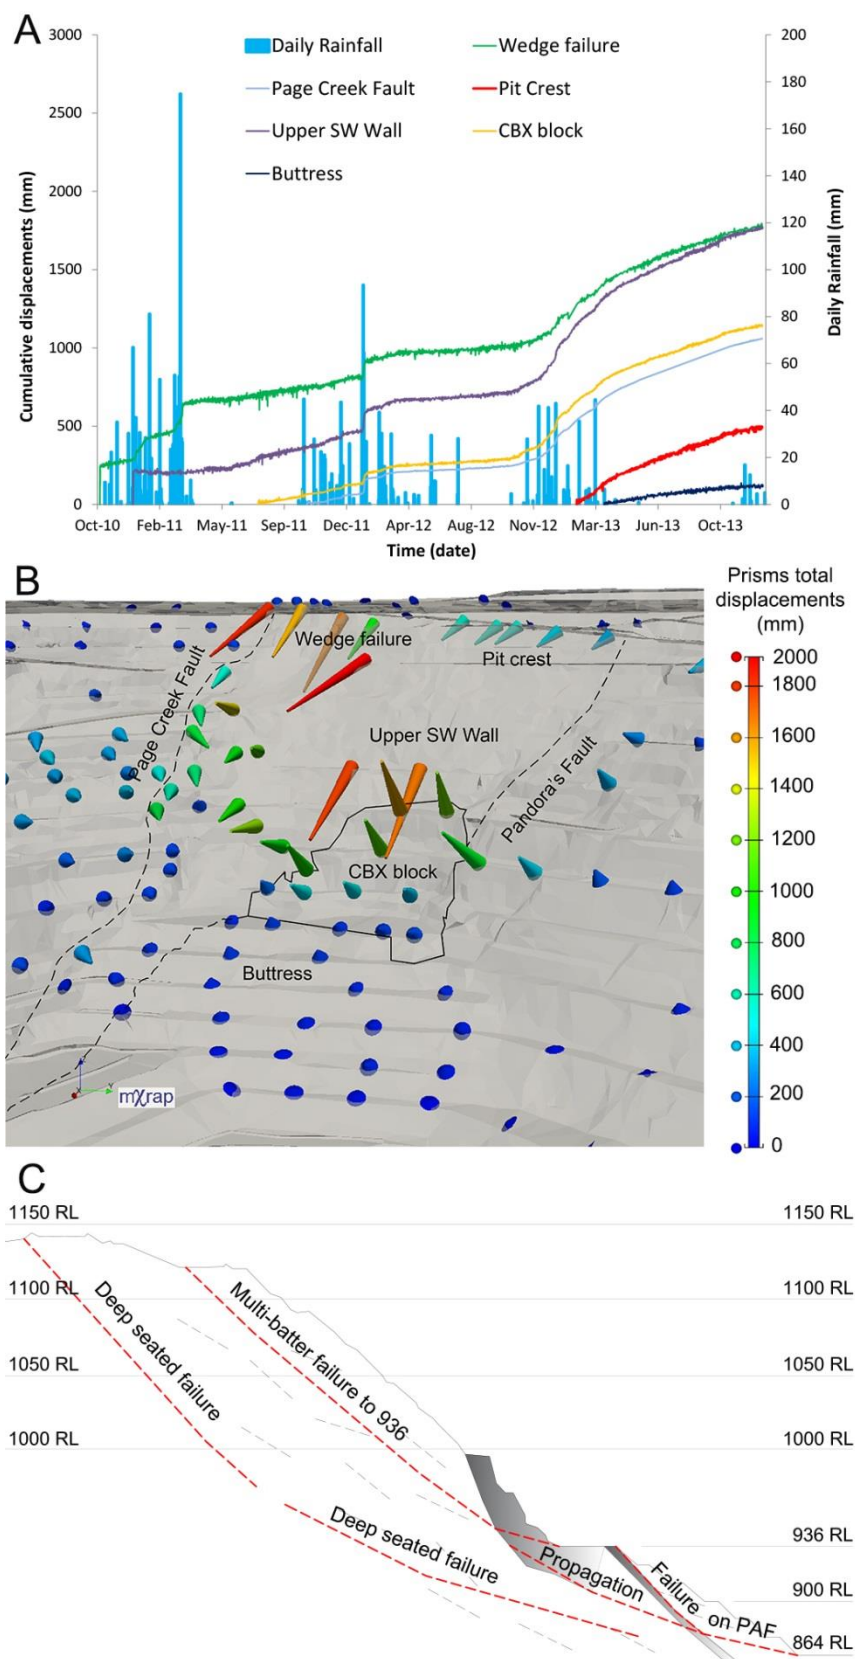 A
3000
2500
2000
1500
1000
500
0
Cumulative displacements (mm)
Daily Rainfall
Wedge failure
Page Creek Fault
Pit Crest
Upper SW Wall
CBX block
Buttress
200
180
160
140
120
100
80
60
40
20
0
Daily Rainfall (mm)
Oct-10 Feb-11 May-11 Sep-11 Dec-11 Apr-12 Aug-12 Nov-12 Mar-13 Jun-13 Oct-13
Time (date)
B
Wedge failure
Pit crest
Page Creek Fault
Upper SW Wall
Pandora's Fault
CBX block
Buttress
mχrap
Prisms total
displacements
(mm)
2000
1800
1600
1400
1200
1000
800
600
400
200
0
C
1150 RL 1150 RL
1100 RL 1100 RL
1050 RL 1050 RL
1000 RL 1000 RL
936 RL
900 RL
864 RL
Deep seated failure
Multi-batter failure to 936
Deep seated failure
Propagation
Failure on PAF